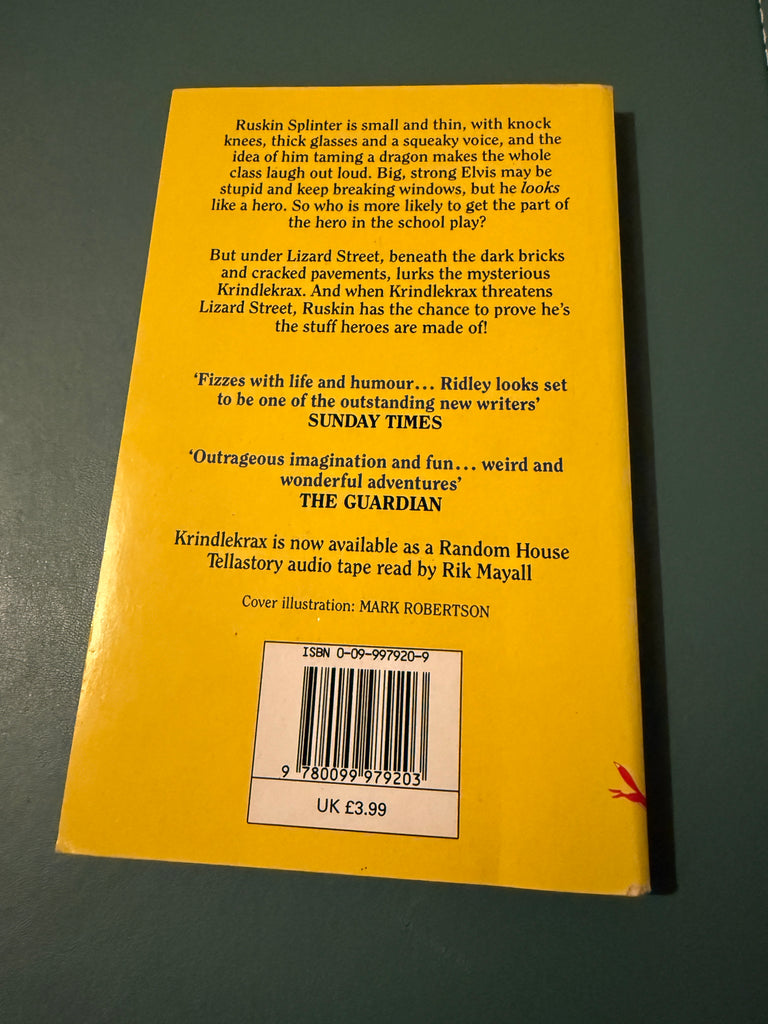 Ruskin Splinter is small and thin, with knock
knees, thick glasses and a squeaky voice, and the
idea of him taming a dragon makes the whole
class laugh out loud. Big, strong Elvis may be
stupid and keep breaking windows, but he looks
like a hero. So who is more likely to get the part of
the hero in the school play?
But under Lizard Street, beneath the dark bricks
and cracked pavements, lurks the mysterious
Krindlekrax. And when Krindlekrax threatens
Lizard Street, Ruskin has the chance to prove he's
the stuff heroes are made of!
‘Fizzes with life and humour... Ridley looks set
to be one of the outstanding new writers’
SUNDAY TIMES
‘Outrageous imagination and fun... weird and
wonderful adventures’
THE GUARDIAN
Krindlekrax is now available as a Random House
Tellastory audio tape read by Rik Mayall
Cover illustration: MARK ROBERTSON
ISBN 0-09-997920-9
9 780099 979203
UK £3.99